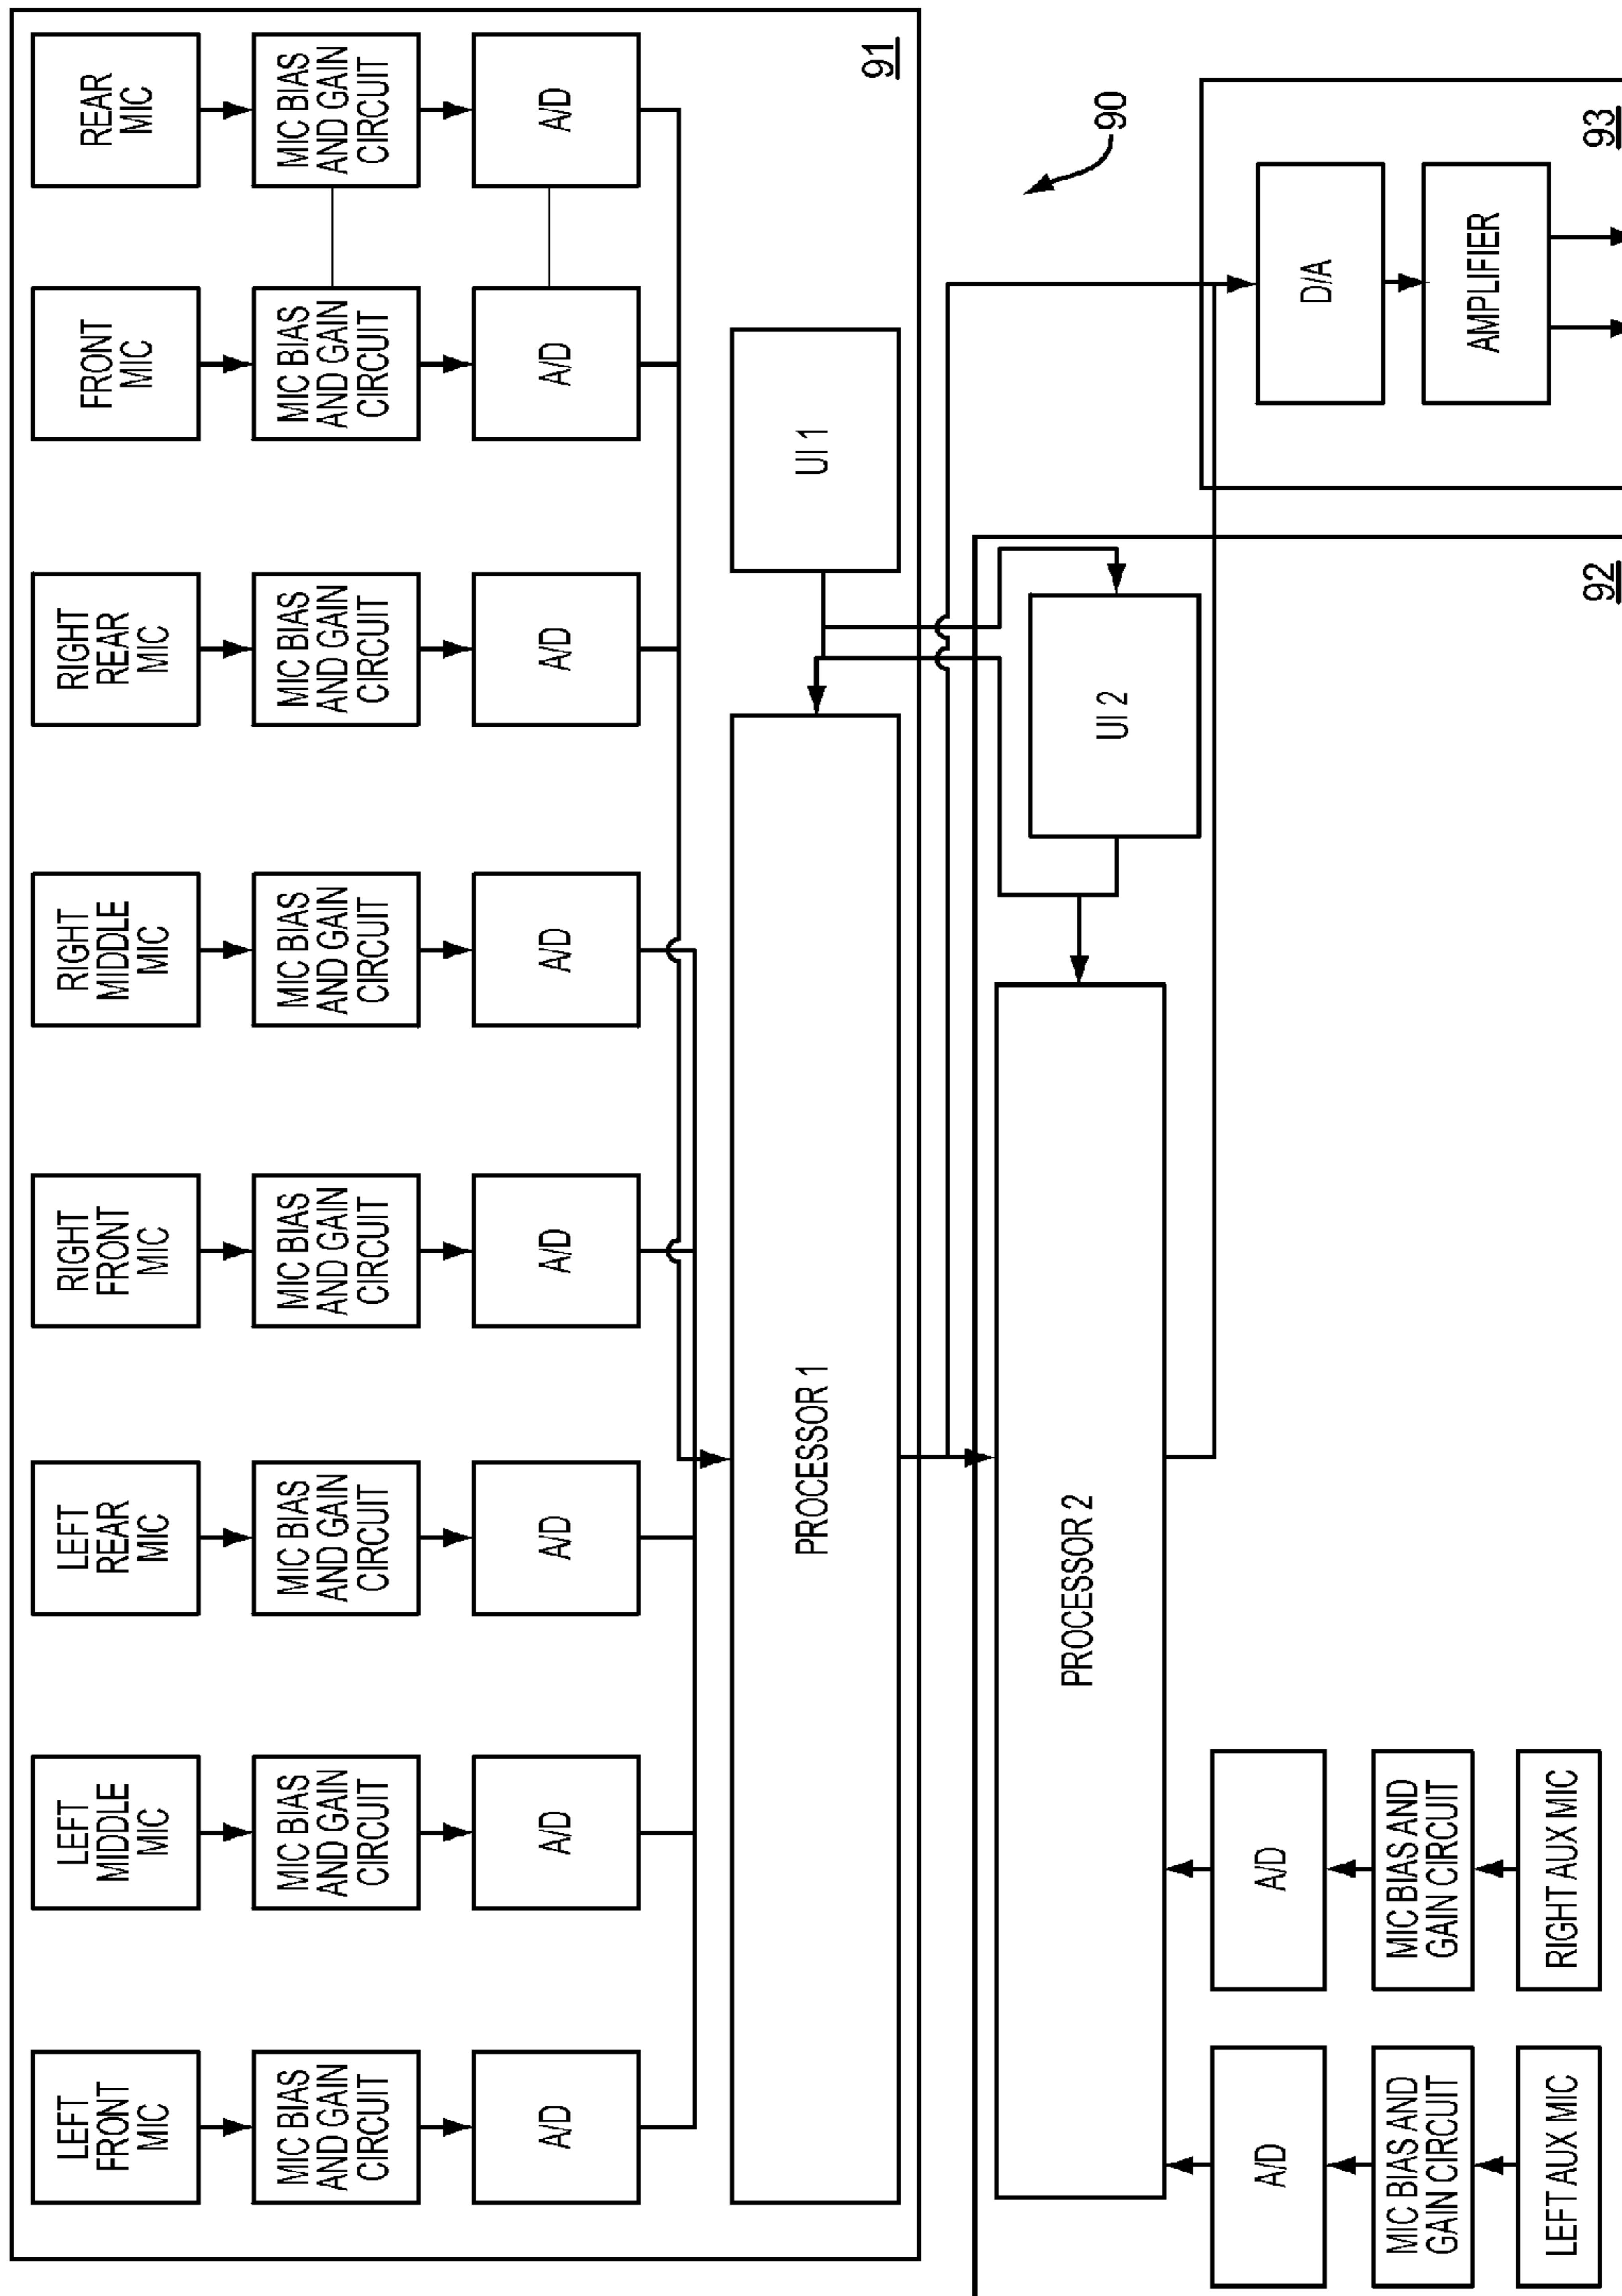 LEFT
FRONT
MIC
LEFT
MIDDLE
MIC
LEFT
REAR
MIC
RIGHT
FRONT
MIC
RIGHT
MIDDLE
MIC
RIGHT
REAR
MIC
FRONT
MIC
REAR
MIC
MIC BIAS
AND GAIN
CIRCUIT
MIC BIAS
AND GAIN
CIRCUIT
MIC BIAS
AND GAIN
CIRCUIT
MIC BIAS
AND GAIN
CIRCUIT
MIC BIAS
AND GAIN
CIRCUIT
MIC BIAS
AND GAIN
CIRCUIT
MIC BIAS
AND GAIN
CIRCUIT
MIC BIAS
AND GAIN
CIRCUIT
A/D
A/D
A/D
A/D
A/D
A/D
A/D
A/D
PROCESSOR 1
UI 1
91
PROCESSOR 2
UI 2
90
A/D
A/D
D/A
MIC BIAS AND
GAIN CIRCUIT
MIC BIAS AND
GAIN CIRCUIT
AMPLIFIER
LEFT AUX MIC
RIGHT AUX MIC
92
93